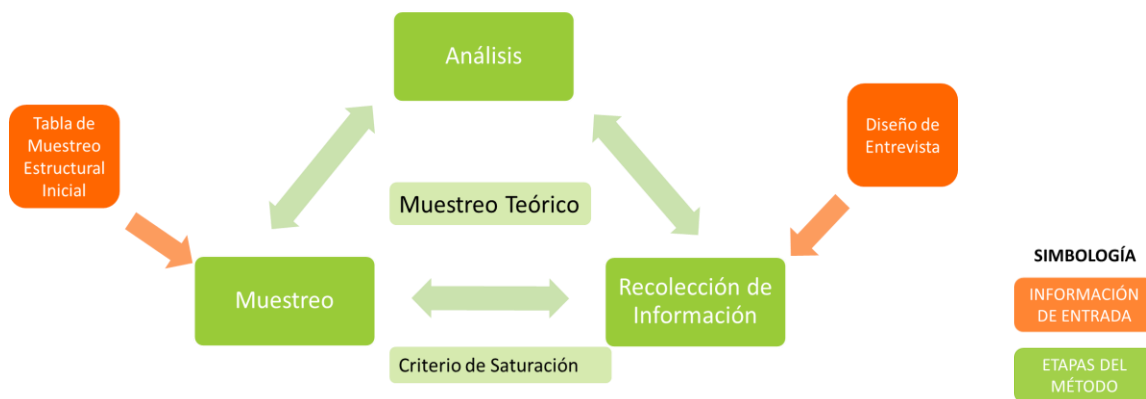 Análisis
Tabla de
Muestreo
Estructural
Inicial
Diseño de
Entrevista
Muestreo Teórico
Muestreo
Recolección de
Información
Criterio de Saturación
SIMBOLOGÍA
INFORMACIÓN
DE ENTRADA
ETAPAS DEL
MÉTODO